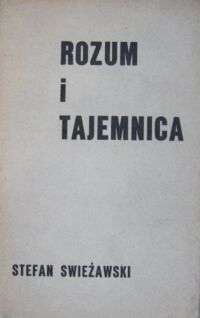 ROZUM
i
TAJEMNICA
STEFAN SWIEŻAWSKI